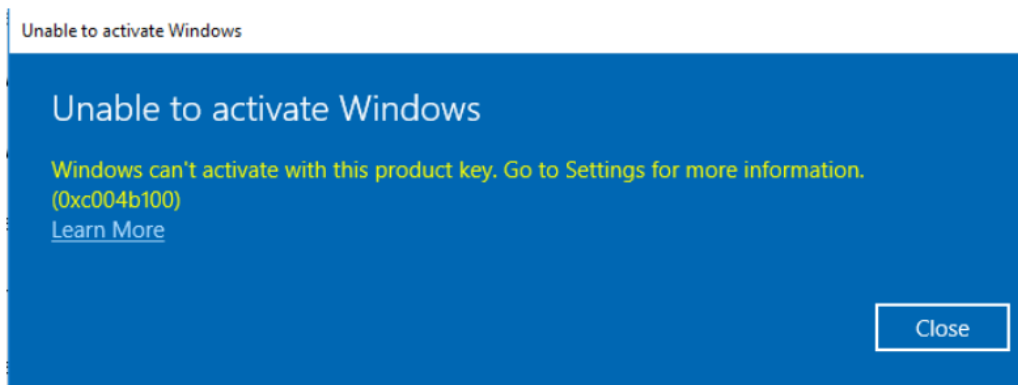 Unable to activate Windows
Unable to activate Windows
Windows can't activate with this product key. Go to Settings for more information.
(0xc004b100)
Learn More
Close